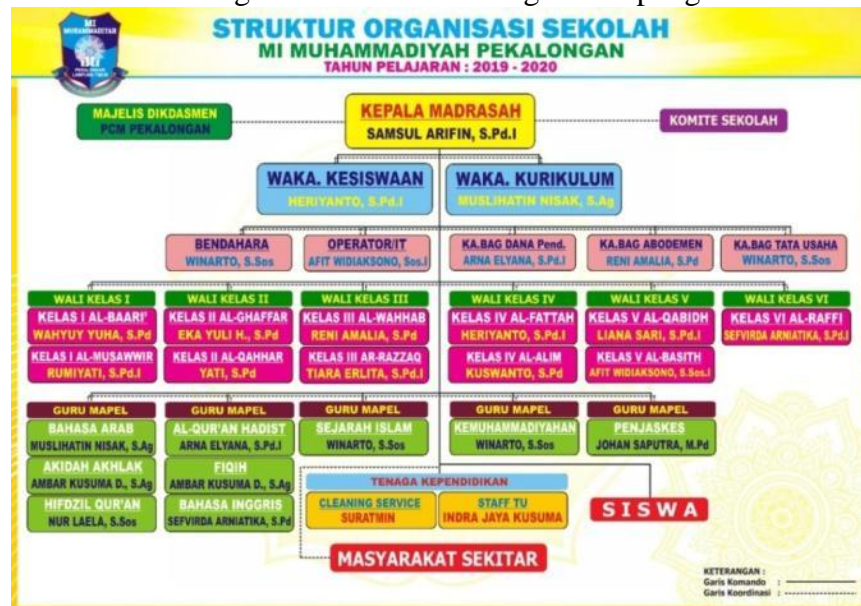 STRUKTUR ORGANISASI SEKOLAH
MI MUHAMMADIYAH PEKALONGAN
TAHUN PELAJARAN : 2019 - 2020
MI
MUHAMMADIYAH
MAJELIS DIKDASMEN
PCM PEKALONGAN
KEPALA MADRASAH
SAMSUL ARIFIN, S.Pd.I
KOMITE SEKOLAH
WAKA. KESISWAAN
HERIYANTO, S.Pd.I
WAKA. KURIKULUM
MUSLIHATIN NISAK, S.Ag
BENDAHARA
WINARTO, S.Sos
OPERATOR/IT
AFIT WIDIAKSONO, Sos.I
KA.BAG DANA Pend.
ARNA ELYANA, S.Pd.I
KA.BAG ABODEMEN
RENI AMALIA, S.Pd
KA.BAG TATA USAHA
WINARTO, S.Sos
WALI KELAS I
KELAS I AL-BAARI'
WAHYUY YUHA, S.Pd
KELAS I AL-MUSAWWIR
RUMIYATI, S.Pd.I
WALI KELAS II
KELAS II AL-GHAFFAR
EKA YULI H., S.Pd
KELAS II AL-QAHHAR
YATI, S.Pd
WALI KELAS III
KELAS III AL-WAHHAB
RENI AMALIA, S.Pd
KELAS III AR-RAZZAQ
TIARA ERLITA, S.Pd.I
WALI KELAS IV
KELAS IV AL-FATTAH
HERIYANTO, S.Pd.I
KELAS IV AL-ALIM
KUSWANTO, S.Pd
WALI KELAS V
KELAS V AL-QABIDH
LIANA SARI, S.Pd.I
KELAS V AL-BASITH
AFIT WIDIAKSONO, S.Sos.I
WALI KELAS VI
KELAS VI AL-RAFFI
SEFVIRDA ARNIATIKA, S.Pd.I
GURU MAPEL
BAHASA ARAB
MUSLIHATIN NISAK, S.Ag
AKIDAH AKHLAK
AMBAR KUSUMA D., S.Ag
HIFDZIL QUR'AN
NUR LAELA, S.Sos
GURU MAPEL
AL-QUR'AN HADIST
ARNA ELYANA, S.Pd.I
FIQIH
AMBAR KUSUMA D., S.Ag
BAHASA INGGRIS
SEFVIRDA ARNIATIKA, S.Pd
GURU MAPEL
SEJARAH ISLAM
WINARTO, S.Sos
GURU MAPEL
KEMUHAMMADIYAHAN
WINARTO, S.Sos
GURU MAPEL
PENJASKES
JOHAN SAPUTRA, M.Pd
TENAGA KEPENDIDIKAN
CLEANING SERVICE
SURATMIN
STAFF TU
INDRA JAYA KUSUMA
SISWA
MASYARAKAT SEKITAR
KETERANGAN :
Garis Komando :
Garis Koordinasi :